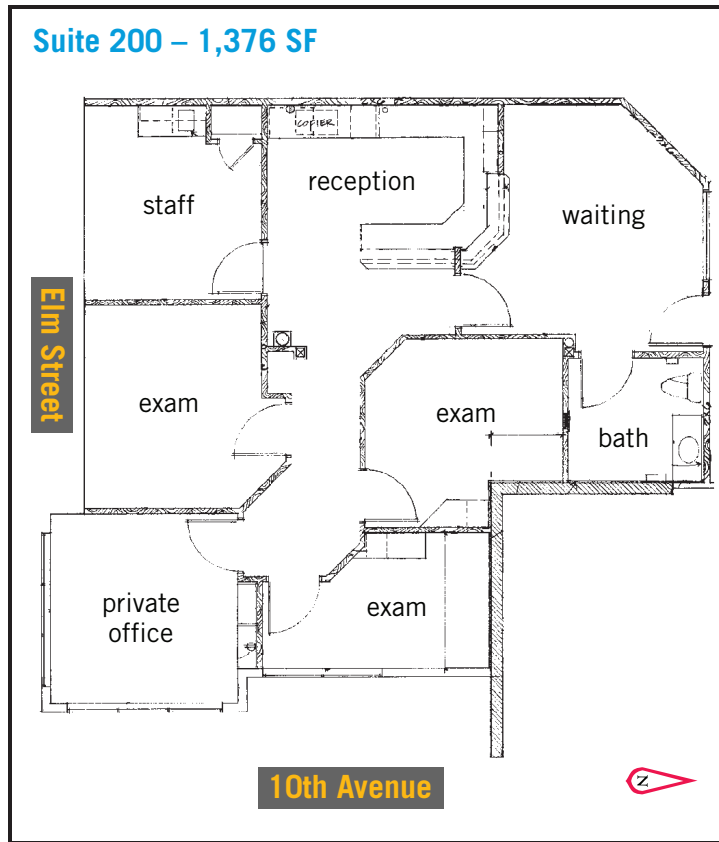 Suite 200 – 1,376 SF
COPIER
reception
staff
waiting
Elm Street
exam
exam
bath
private
office
exam
10th Avenue
N